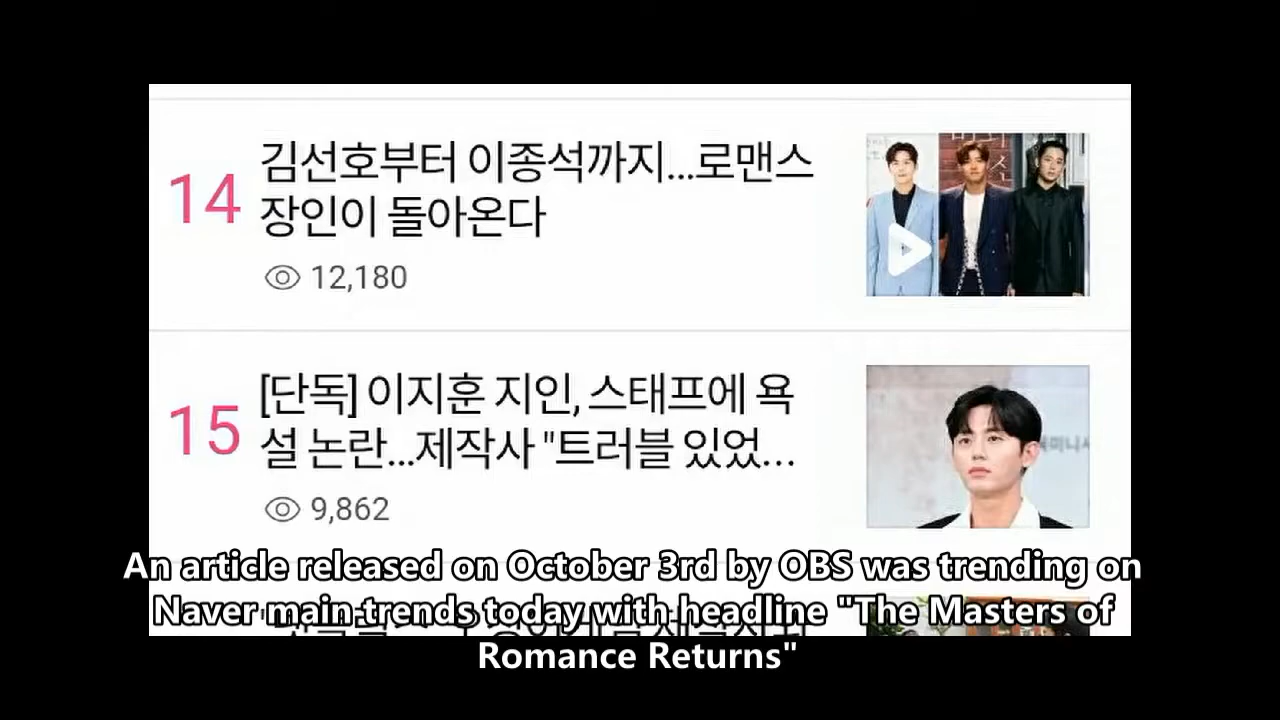 14
김선호부터 이종석까지...로맨스
장인이 돌아온다
12,180
15
[단독] 이지훈 지인, 스태프에 욕
설 논란...제작사 "트러블 있었...
9,862
An article released on October 3rd by OBS was trending on
Naver main trends today with headline "The Masters of
Romance Returns"